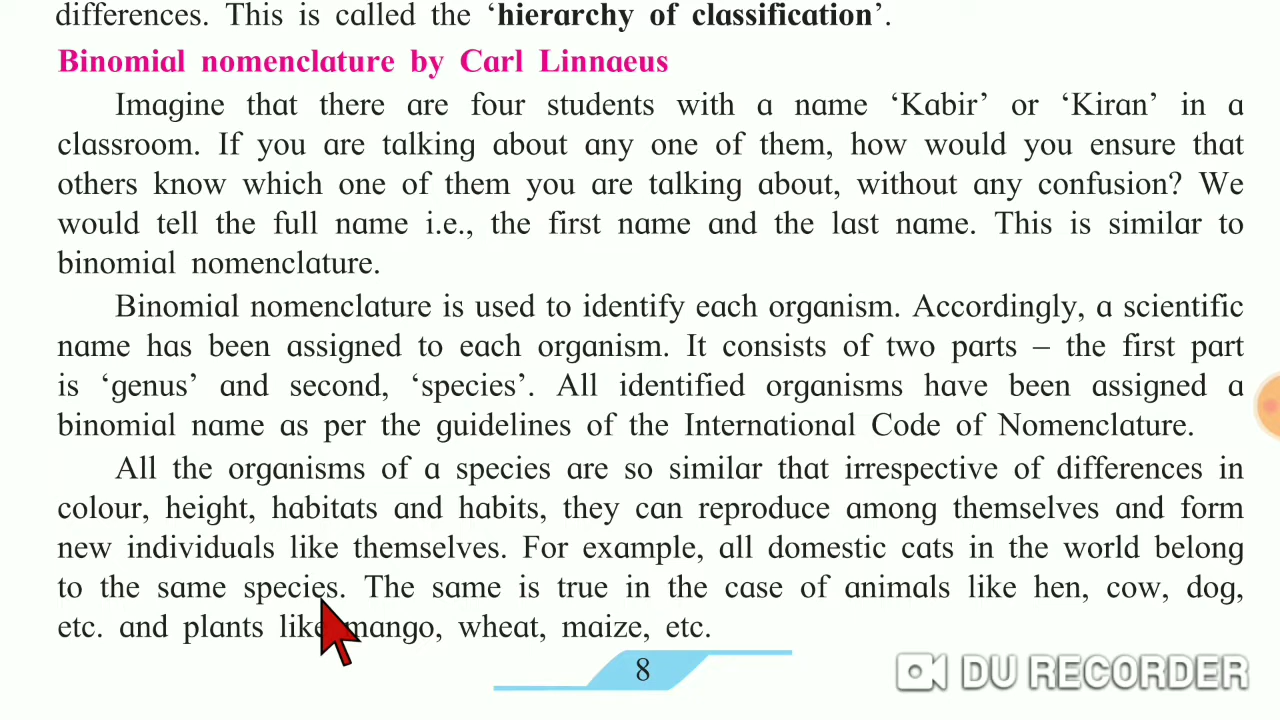 differences. This is called the ‘hierarchy of classification’.
Binomial nomenclature by Carl Linnaeus
Imagine that there are four students with a name ‘Kabir’ or ‘Kiran’ in a
classroom. If you are talking about any one of them, how would you ensure that
others know which one of them you are talking about, without any confusion? We
would tell the full name i.e., the first name and the last name. This is similar to
binomial nomenclature.
Binomial nomenclature is used to identify each organism. Accordingly, a scientific
name has been assigned to each organism. It consists of two parts – the first part
is ‘genus’ and second, ‘species’. All identified organisms have been assigned a
binomial name as per the guidelines of the International Code of Nomenclature.
All the organisms of a species are so similar that irrespective of differences in
colour, height, habitats and habits, they can reproduce among themselves and form
new individuals like themselves. For example, all domestic cats in the world belong
to the same species. The same is true in the case of animals like hen, cow, dog,
etc. and plants like mango, wheat, maize, etc.
8
DU RECORDER